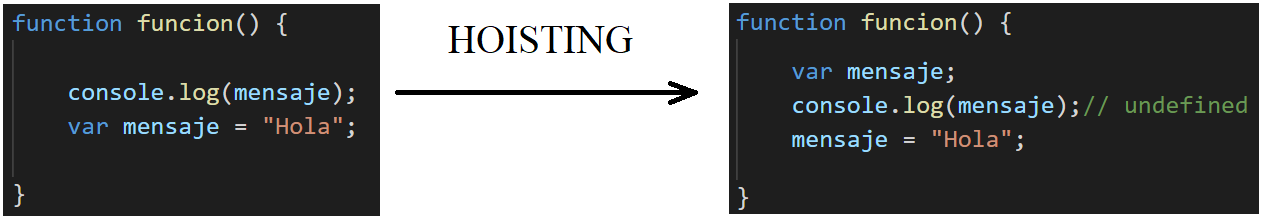 function funcion() {
console.log(mensaje);
var mensaje = "Hola";
}
HOISTING
function funcion() {
var mensaje;
console.log(mensaje);// undefined
mensaje = "Hola";
}